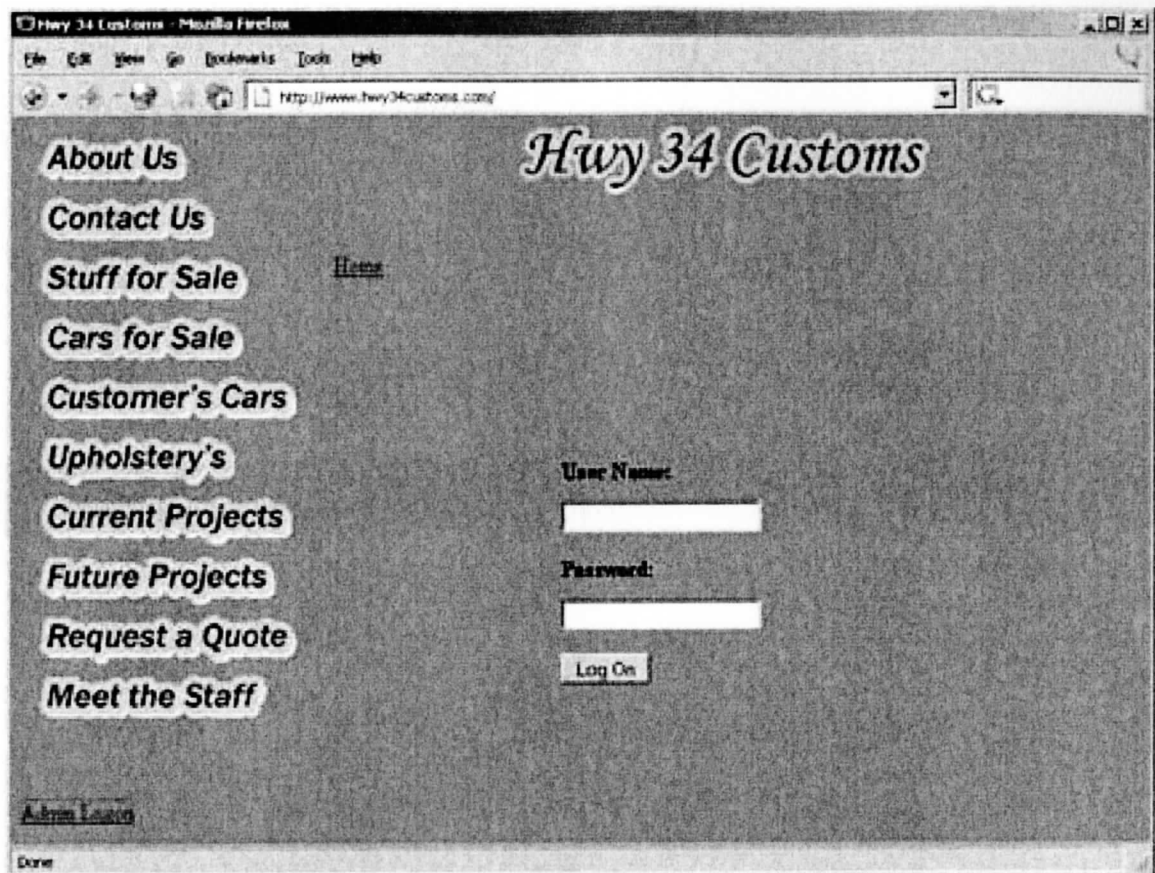 Hwy 34 Customs - Mozilla Firefox
File Edit View Go Bookmarks Tools Help
http://www.hwy34customs.com/
Hwy 34 Customs
About Us
Contact Us
Stuff for Sale
Home
Cars for Sale
Customer's Cars
Upholstery's
Current Projects
Future Projects
Request a Quote
Meet the Staff
User Name:
Password:
Log On
Admin Logon
Done